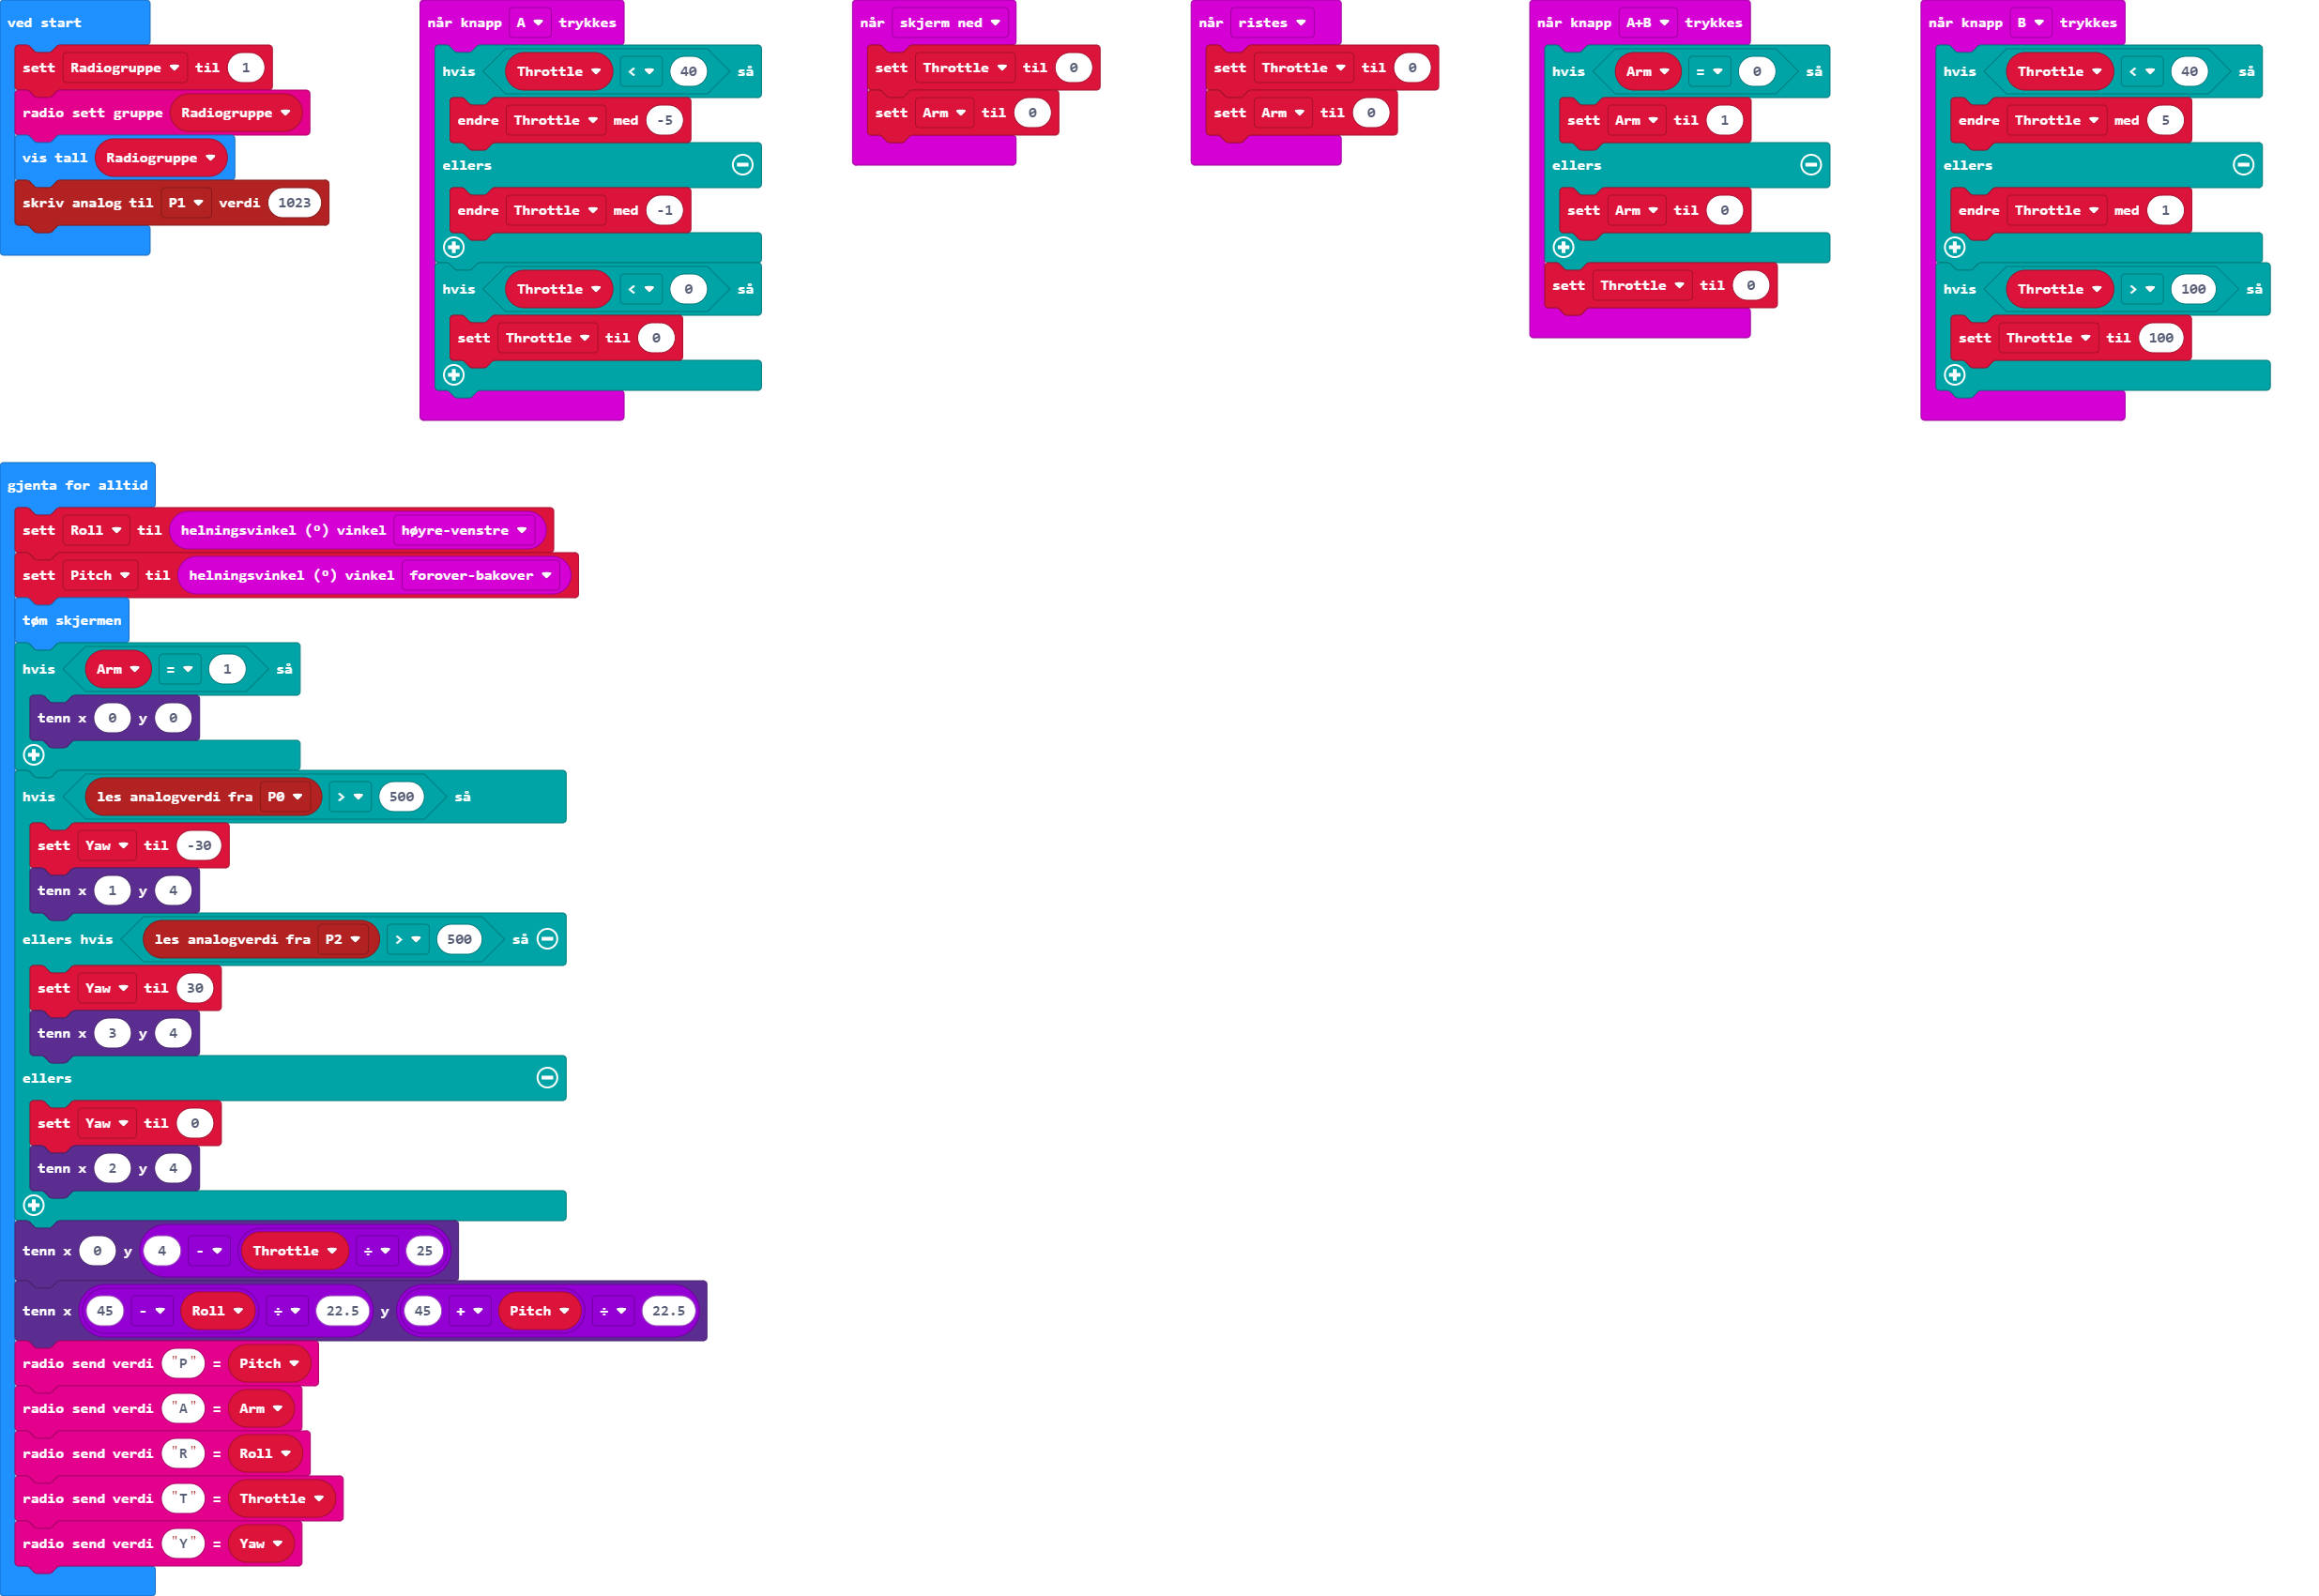 ved start
sett Radiogruppe til 1
radio sett gruppe Radiogruppe
vis tall Radiogruppe
skriv analog til P1 verdi 1023
når knapp A trykkes
hvis Throttle < 40 så
endre Throttle med -5
ellers
endre Throttle med -1
hvis Throttle < 0 så
sett Throttle til 0
når skjerm ned
sett Throttle til 0
sett Arm til 0
når ristes
sett Throttle til 0
sett Arm til 0
når knapp A+B trykkes
hvis Arm = 0 så
sett Arm til 1
ellers
sett Arm til 0
sett Throttle til 0
når knapp B trykkes
hvis Throttle < 40 så
endre Throttle med 5
ellers
endre Throttle med 1
hvis Throttle > 100 så
sett Throttle til 100
gjenta for alltid
sett Roll til helningsvinkel (º) vinkel høyre-venstre
sett Pitch til helningsvinkel (º) vinkel forover-bakover
tøm skjermen
hvis Arm = 1 så
tenn x 0 y 0
hvis les analogverdi fra P0 > 500 så
sett Yaw til -30
tenn x 1 y 4
ellers hvis les analogverdi fra P2 > 500 så
sett Yaw til 30
tenn x 3 y 4
ellers
sett Yaw til 0
tenn x 2 y 4
tenn x 0 y 4 - Throttle ÷ 25
tenn x 45 - Roll ÷ 22.5 y 45 + Pitch ÷ 22.5
radio send verdi "P" = Pitch
radio send verdi "A" = Arm
radio send verdi "R" = Roll
radio send verdi "T" = Throttle
radio send verdi "Y" = Yaw